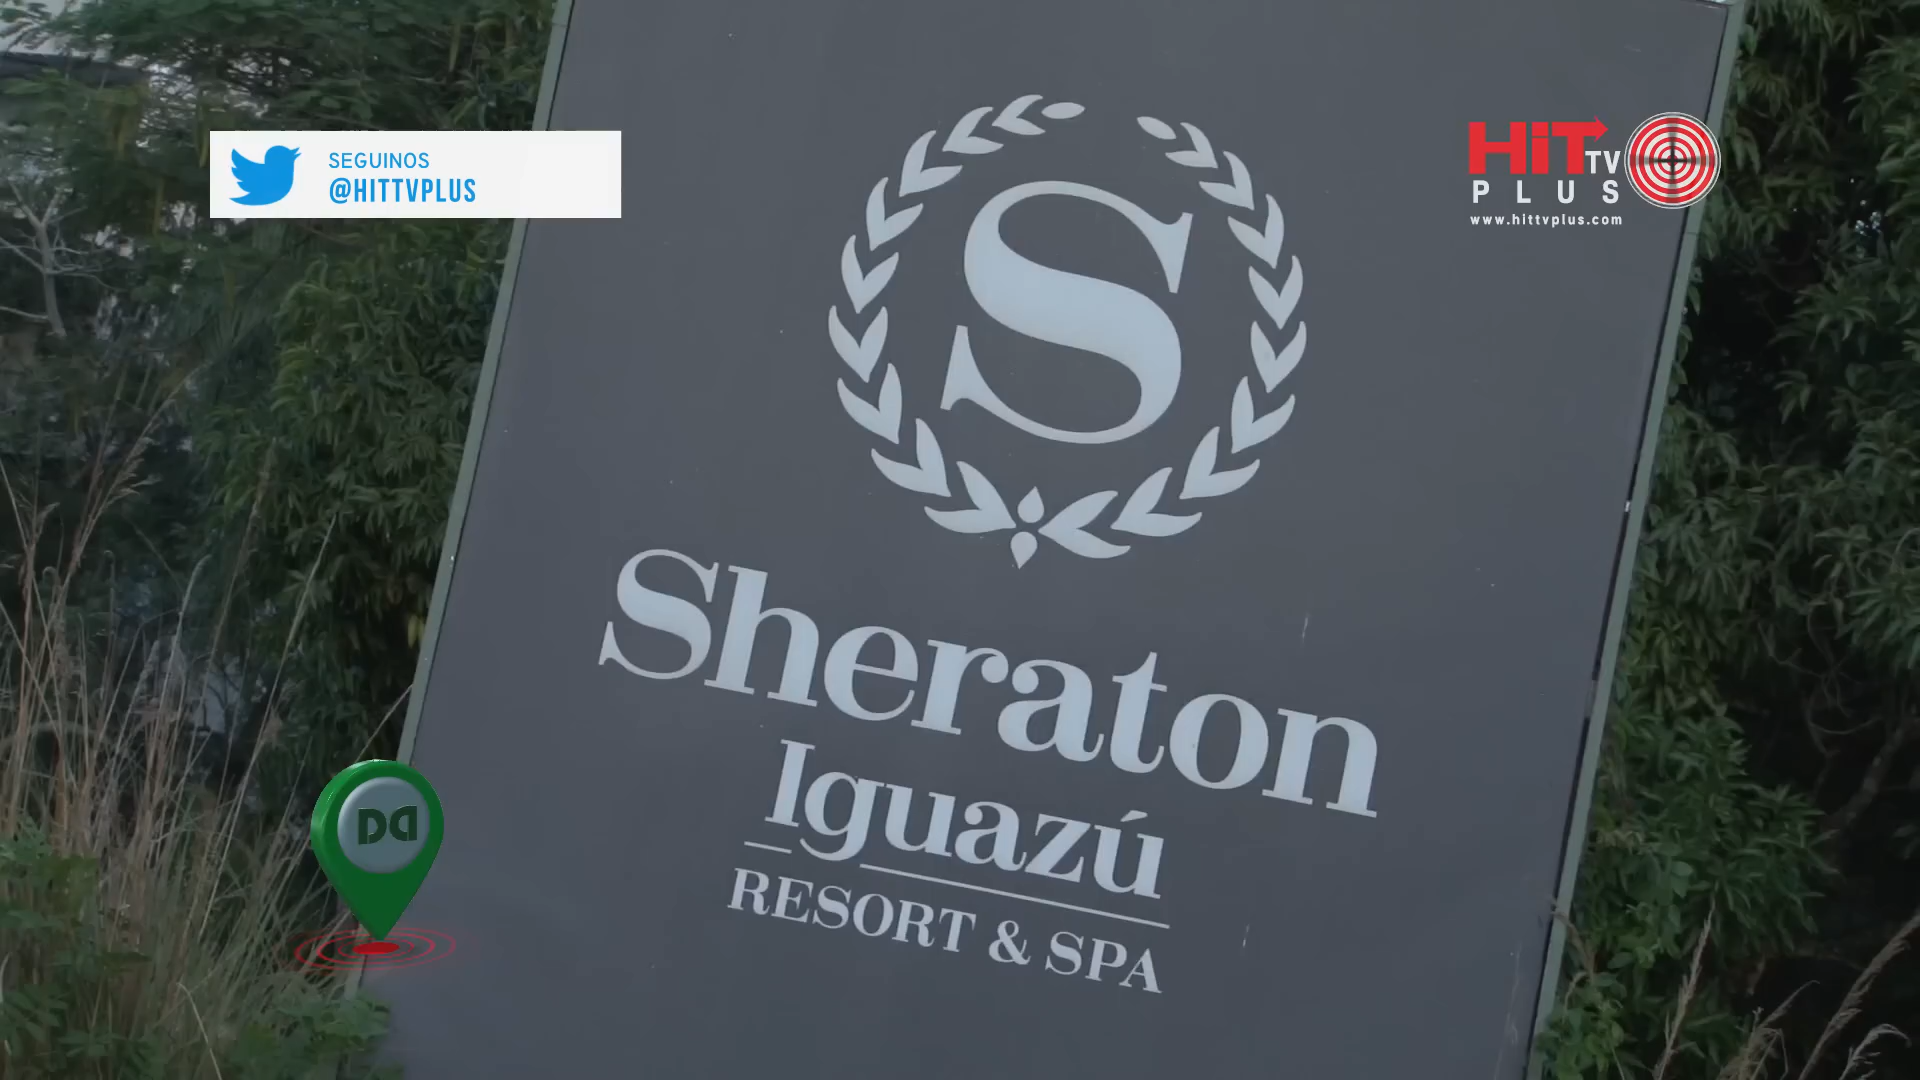 SEGUINOS
@HITTVPLUS
HiT TV
PLUS
www.hittvplus.com
S
Sheraton
Iguazú
RESORT & SPA